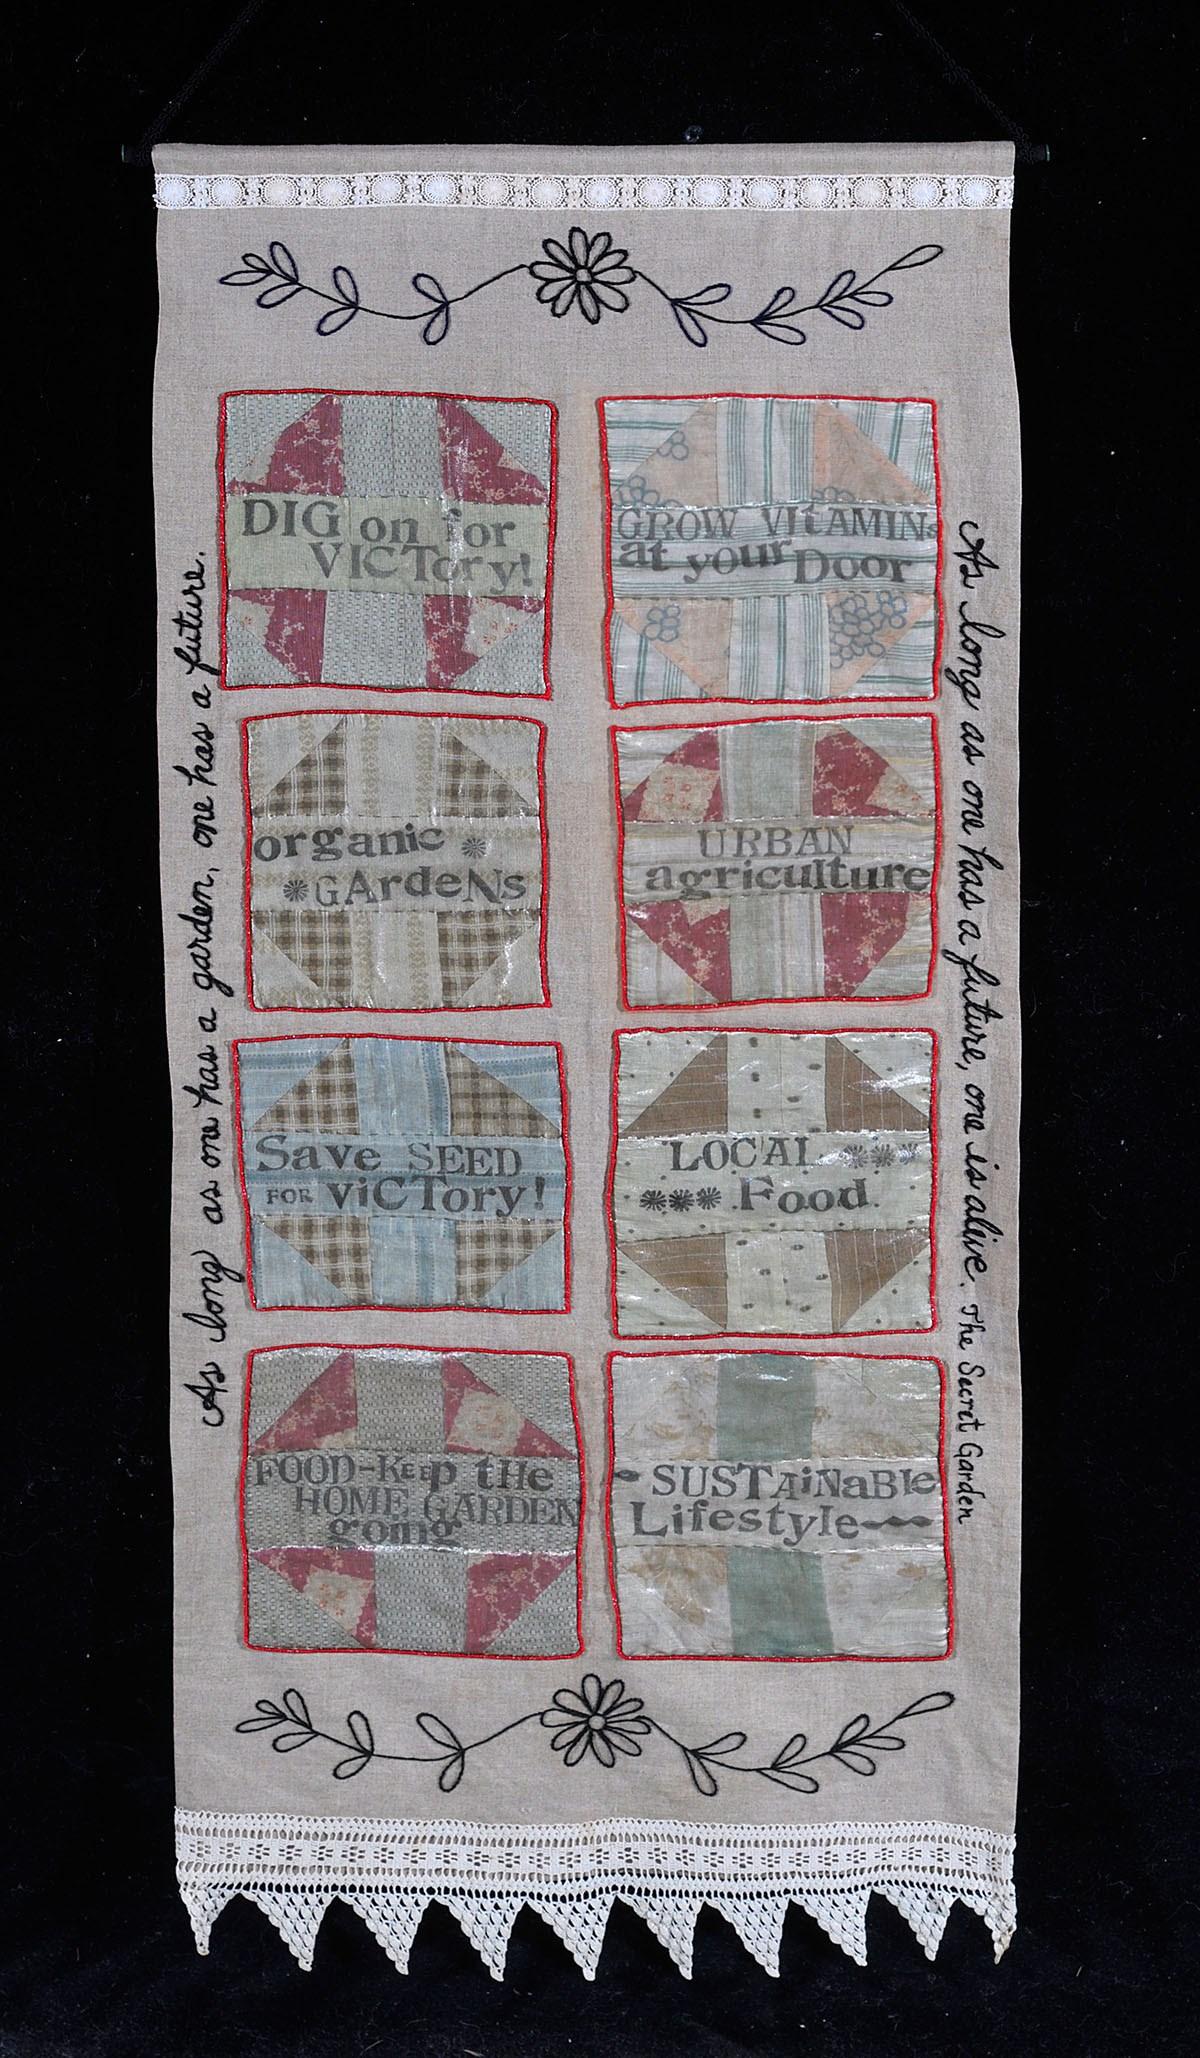 As long as one has a garden, one has a future.
DIG on for
VICTory!
GROW VItAMINs
at your Door
organic
GArdeNs
URBAN
agriculture
Save SEED
FOR viCTory!
LOCAL
Food
FOOD-KeEp tHe
HOME GARDEN
going
SUSTAiNaBle
Lifestyle
As long as one has a future, one is alive. The Secret Garden